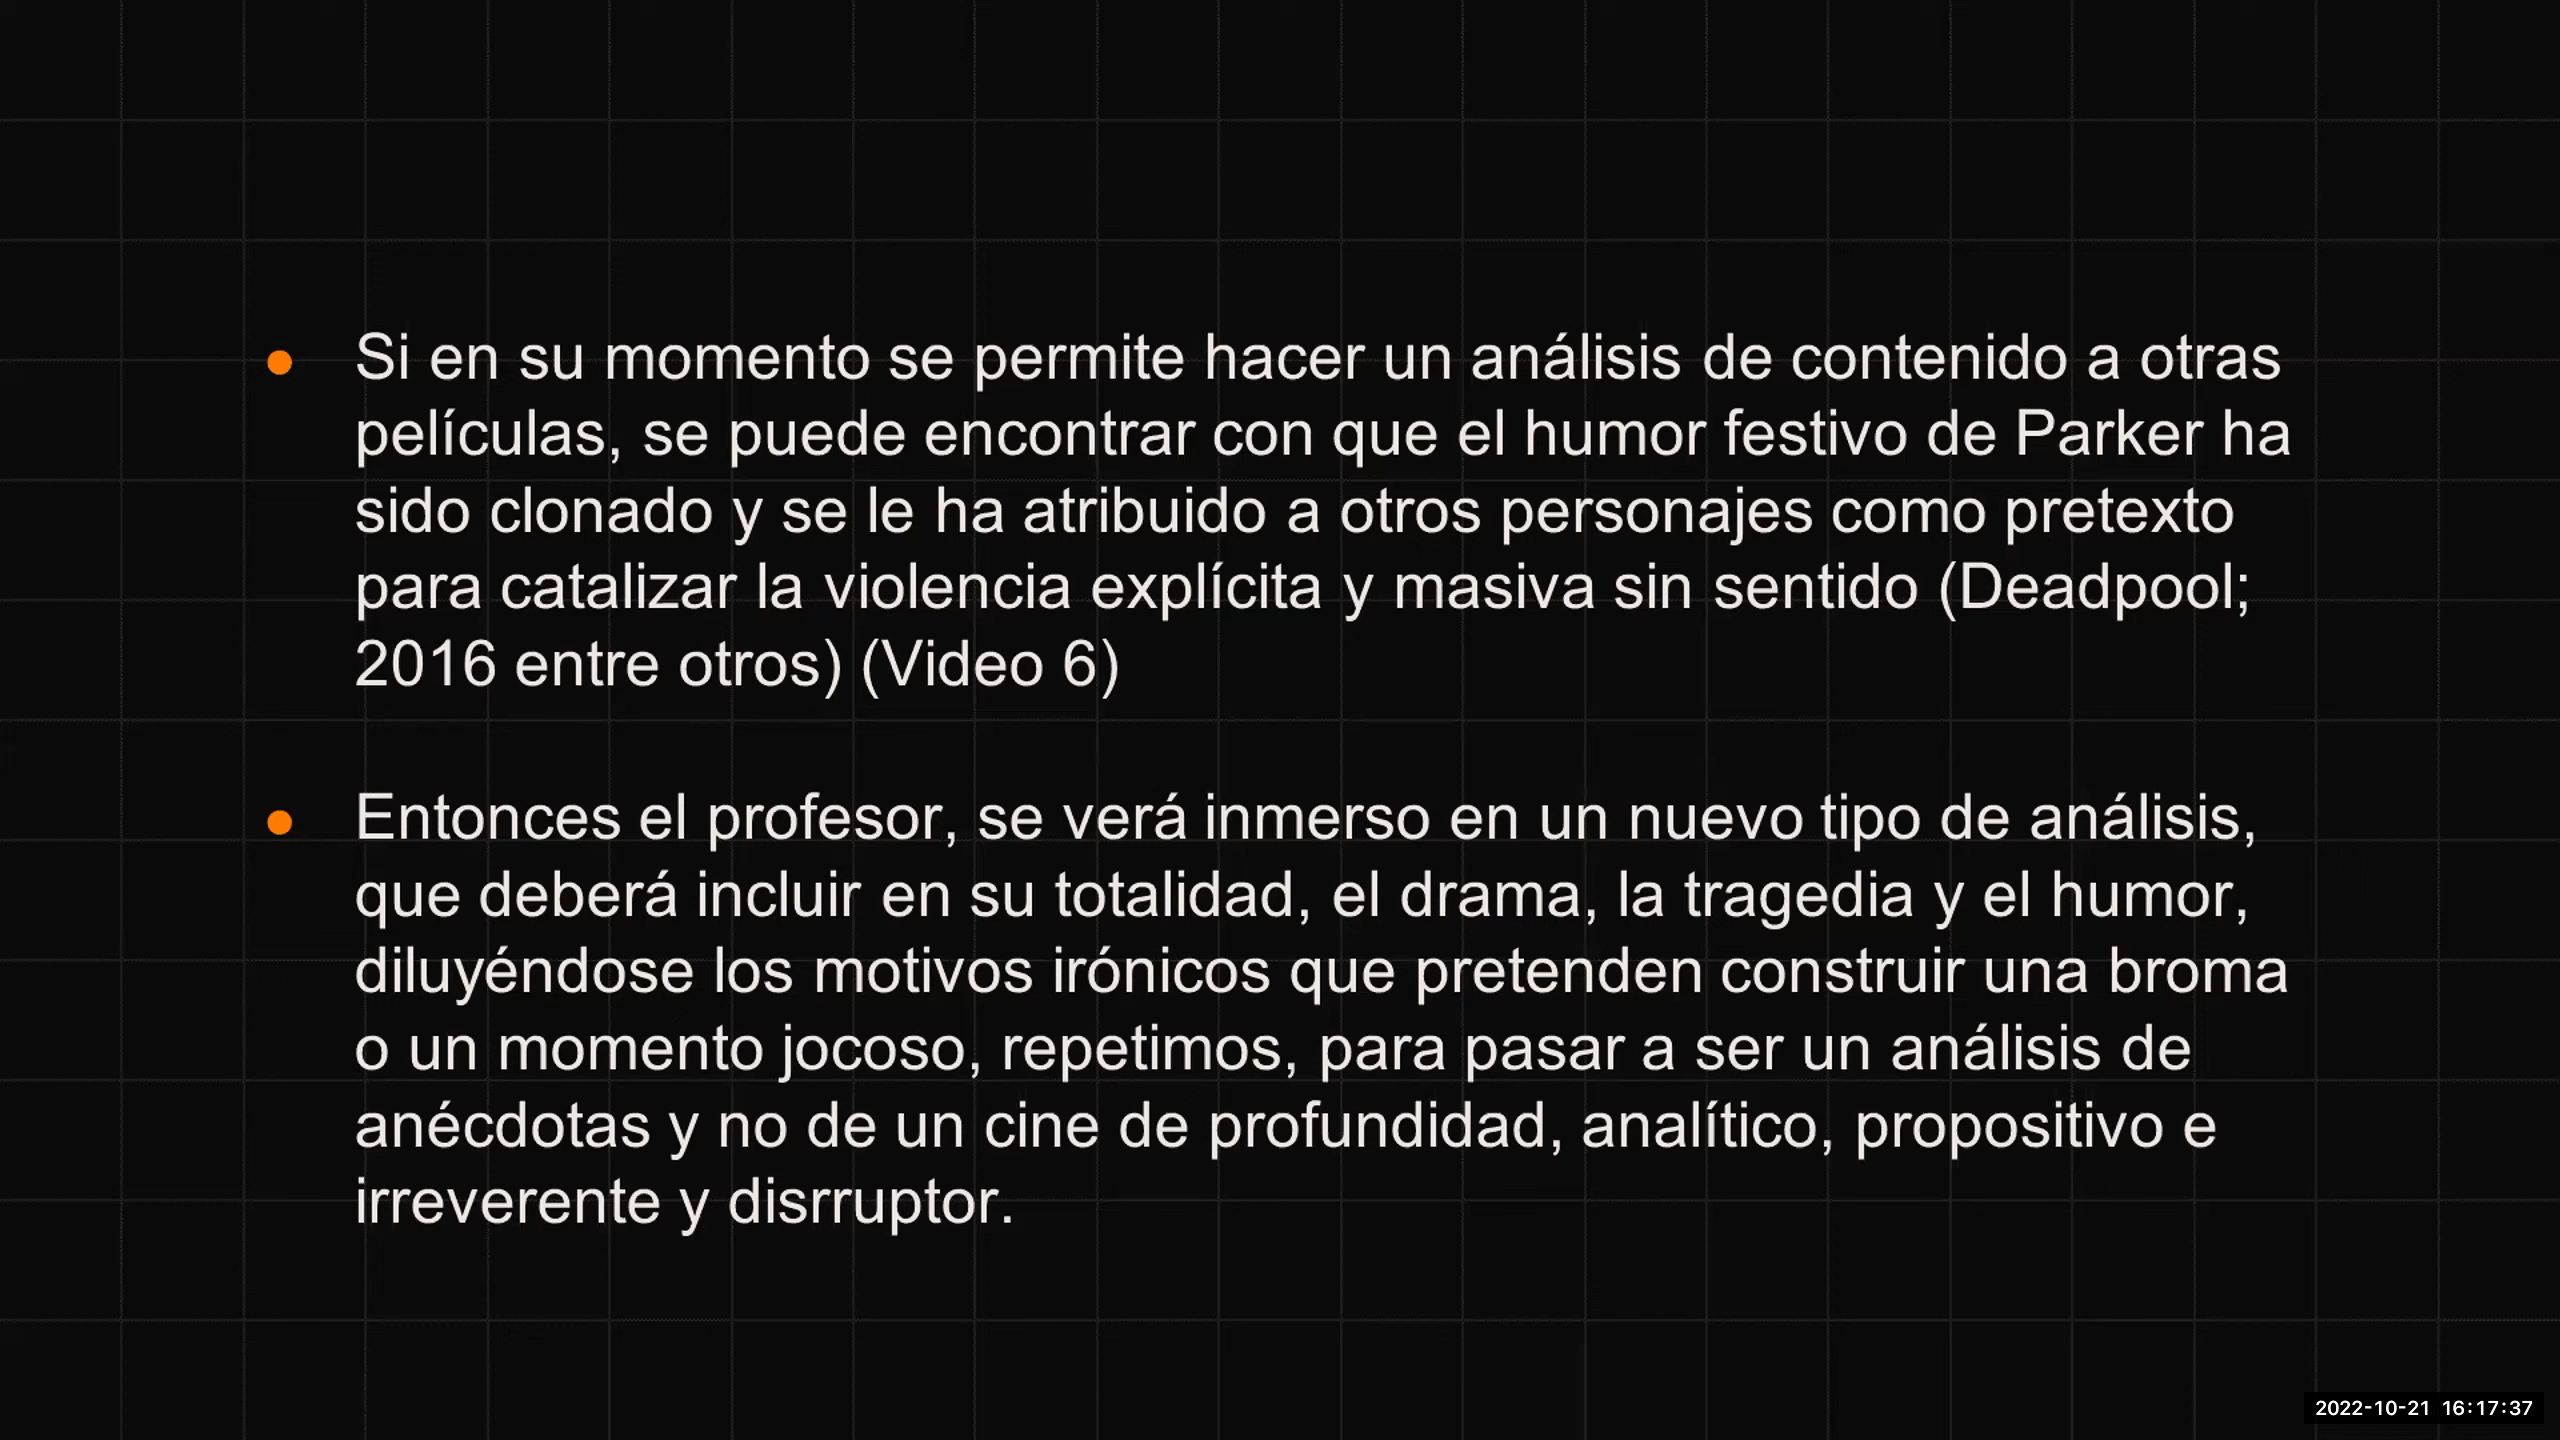 Si en su momento se permite hacer un análisis de contenido a otras
películas, se puede encontrar con que el humor festivo de Parker ha
sido clonado y se le ha atribuido a otros personajes como pretexto
para catalizar la violencia explícita y masiva sin sentido (Deadpool;
2016 entre otros) (Video 6)
Entonces el profesor, se verá inmerso en un nuevo tipo de análisis,
que deberá incluir en su totalidad, el drama, la tragedia y el humor,
diluyéndose los motivos irónicos que pretenden construir una broma
o un momento jocoso, repetimos, para pasar a ser un análisis de
anécdotas y no de un cine de profundidad, analítico, propositivo e
irreverente y disrruptor.
2022-10-21 16:17:37